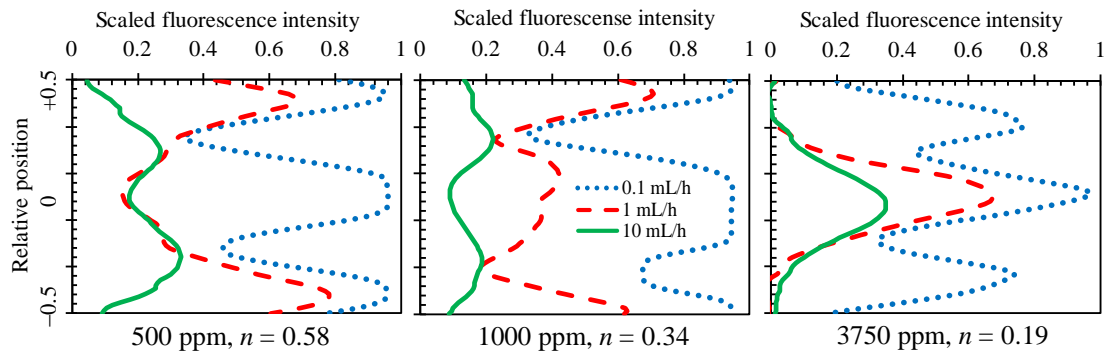 Scaled fluorescence intensity
0 0.2 0.4 0.6 0.8 1
Scaled fluorescense intensity
0 0.2 0.4 0.6 0.8 1
Scaled fluorescence intensity
0 0.2 0.4 0.6 0.8 1
Relative position
+0.5
0
−0.5
0.1 mL/h
1 mL/h
10 mL/h
500 ppm, n = 0.58
1000 ppm, n = 0.34
3750 ppm, n = 0.19